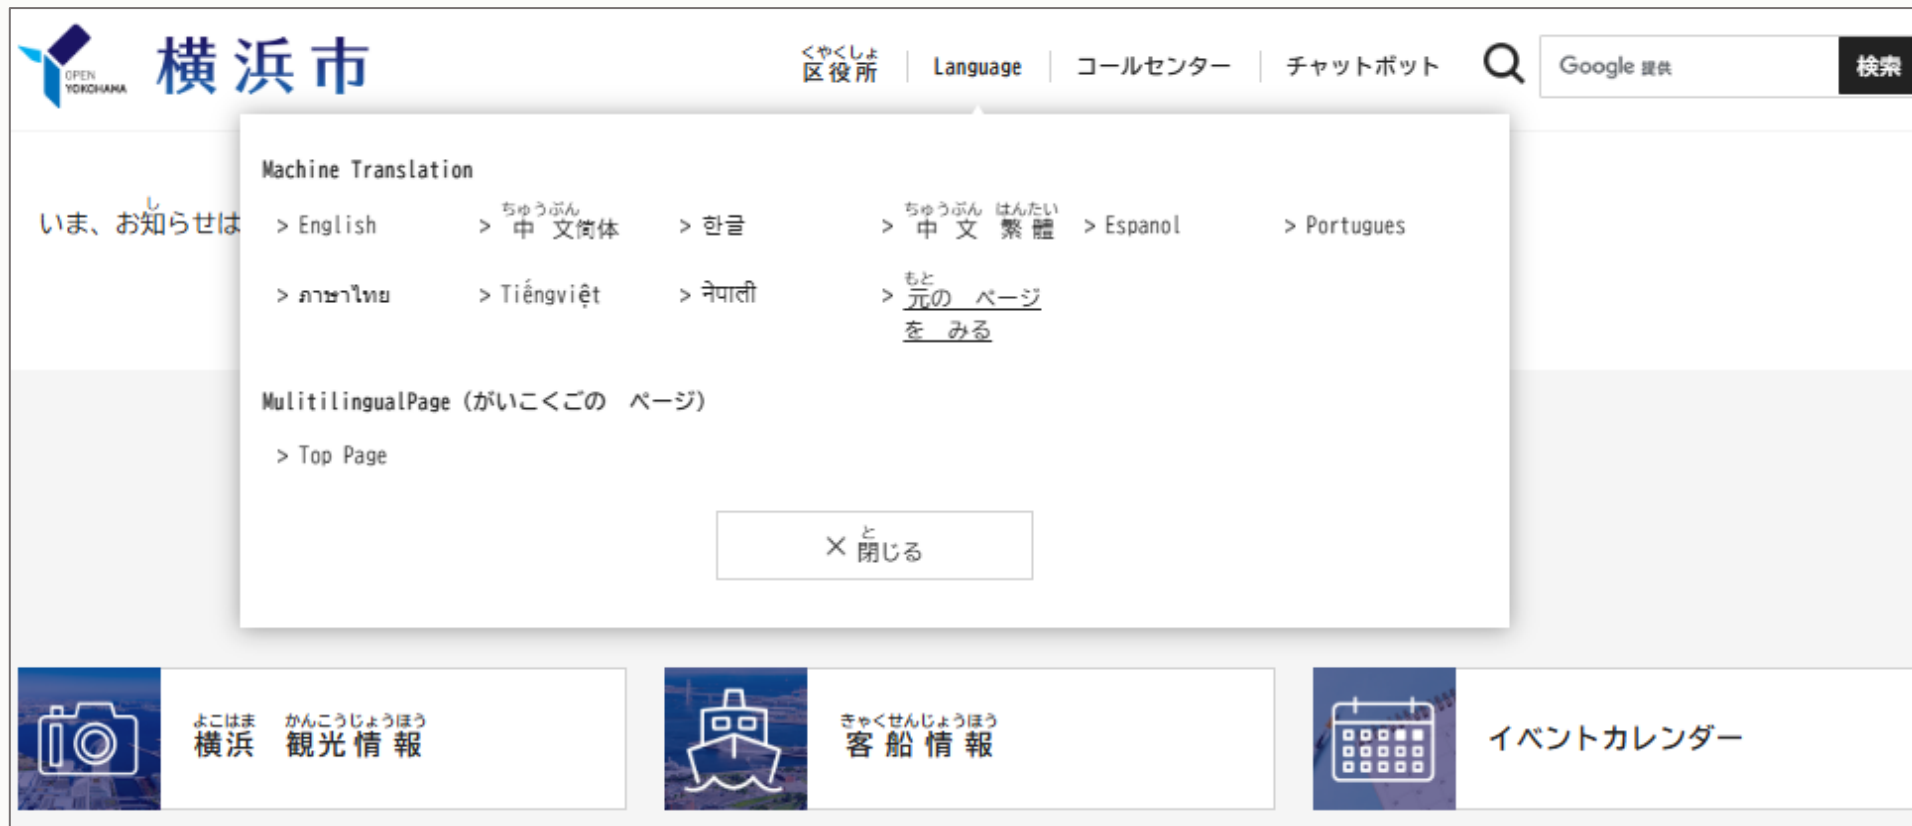 OPEN
YOKOHAMA
横浜市
くやくしょ
区役所
Language
コールセンター
チャットボット
Google 提供
検索
Machine Translation
し
いま、お知らせは
> English
ちゅうぶん
> 中 文简体
> 한글
ちゅうぶん はんたい
> 中 文 繁 體
> Espanol
> Portugues
> ภาษาไทย
> Tiếngviệt
> नेपाली
もと
> 元の ページ
を みる
MulitilingualPage（がいこくごの ページ）
> Top Page
と
× 閉じる
よこはま かんこうじょうほう
横浜 観光情報
きゃくせんじょうほう
客船情報
イベントカレンダー